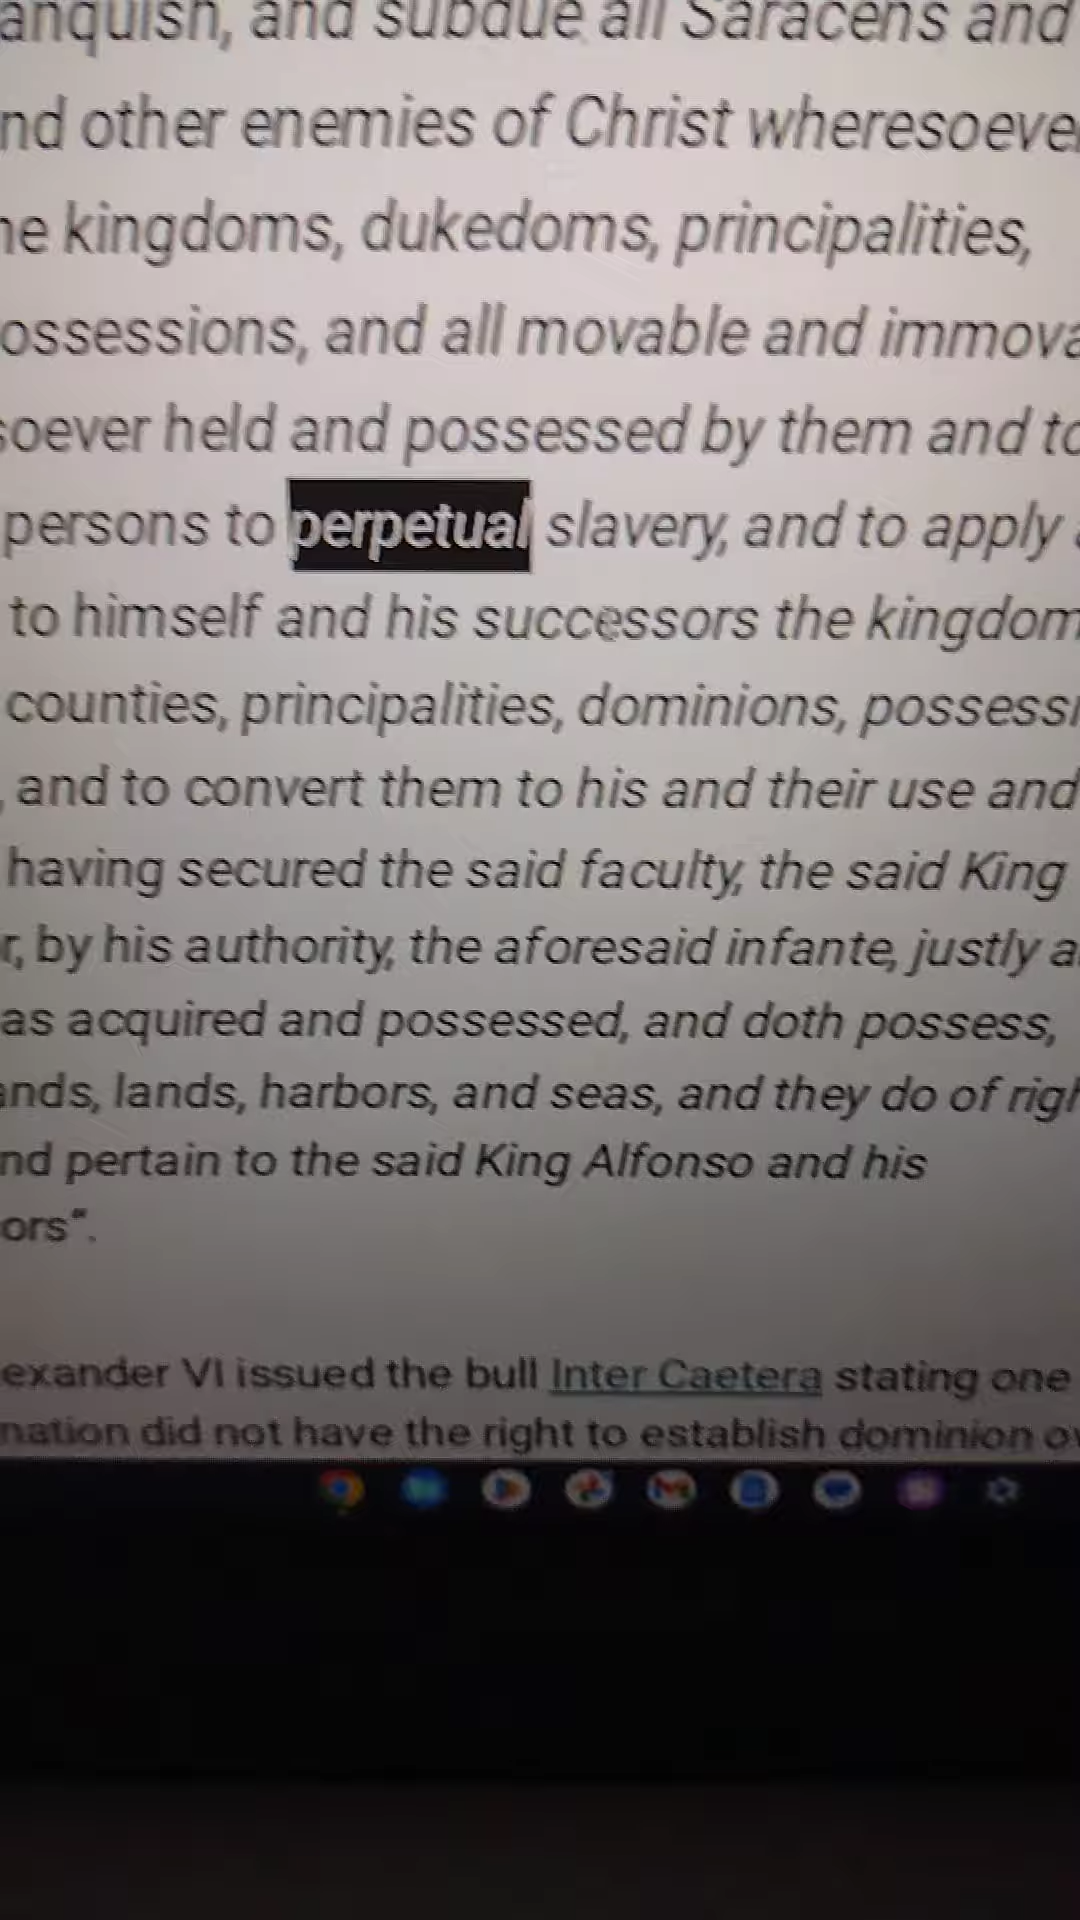 anquish, and subdue all Saracens and
nd other enemies of Christ wheresoever
he kingdoms, dukedoms, principalities,
ossessions, and all movable and immova
soever held and possessed by them and to
persons to perpetual slavery, and to apply a
to himself and his successors the kingdom
counties, principalities, dominions, possessi
, and to convert them to his and their use and
having secured the said faculty, the said King
r, by his authority, the aforesaid infante, justly a
as acquired and possessed, and doth possess,
ands, lands, harbors, and seas, and they do of righ
nd pertain to the said King Alfonso and his
ors“.
exander VI issued the bull Inter Caetera stating one
nation did not have the right to establish dominion ov